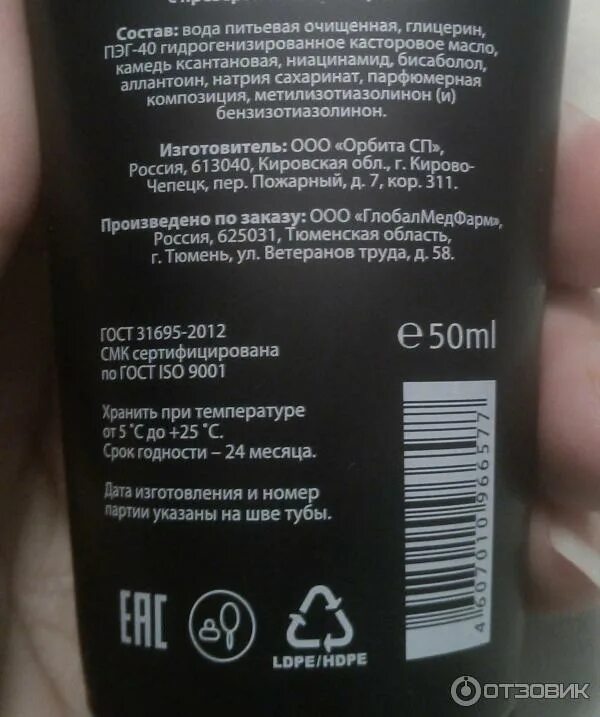 Состав: вода питьевая очищенная, глицерин,
ПЭГ-40 гидрогенизированное касторовое масло,
камедь ксантановая, ниацинамид, бисаболол,
аллантоин, натрия сахаринат, парфюмерная
композиция, метилизотиазолинон (и)
бензизотиазолинон.
Изготовитель: ООО «Орбита СП»,
Россия, 613040, Кировская обл., г. Кирово-
Чепецк, пер. Пожарный, д. 7, кор. 311.
Произведено по заказу: ООО «ГлобалМедФарм»,
Россия, 625031, Тюменская область,
г. Тюмень, ул. Ветеранов труда, д. 58.
ГОСТ 31695-2012
СМК сертифицирована
по ГОСТ ISO 9001
℮ 50ml
Хранить при температуре
от 5 ˚С до +25 ˚С.
Срок годности – 24 месяца.
Дата изготовления и номер
партии указаны на шве тубы.
4 607010 966577
EAC
LDPE/HDPE
ОТЗОВИК